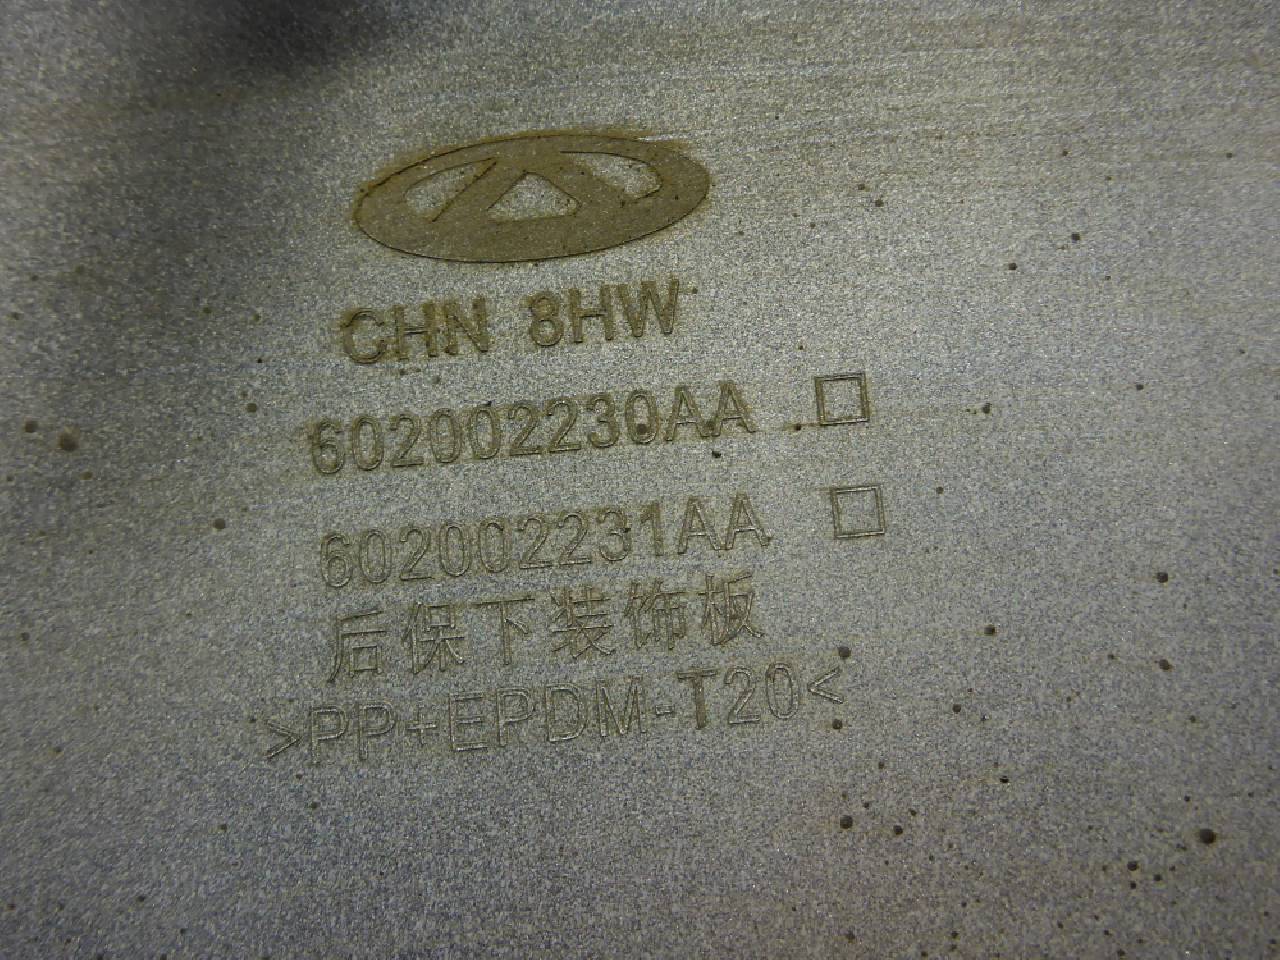 CHN 8HW
602002230AA □
602002231AA □
后保下装饰板
>PP+EPDM-T20<